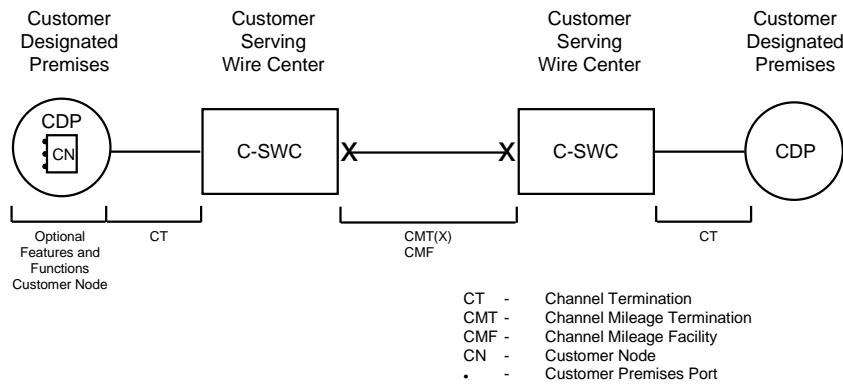 Customer
Designated
Premises
Customer
Serving
Wire Center
Customer
Serving
Wire Center
Customer
Designated
Premises
CDP
CN
C-SWC
X
X
C-SWC
CDP
Optional
Features and
Functions
Customer Node
CT
CMT(X)
CMF
CT
CT - Channel Termination
CMT - Channel Mileage Termination
CMF - Channel Mileage Facility
CN - Customer Node
• - Customer Premises Port